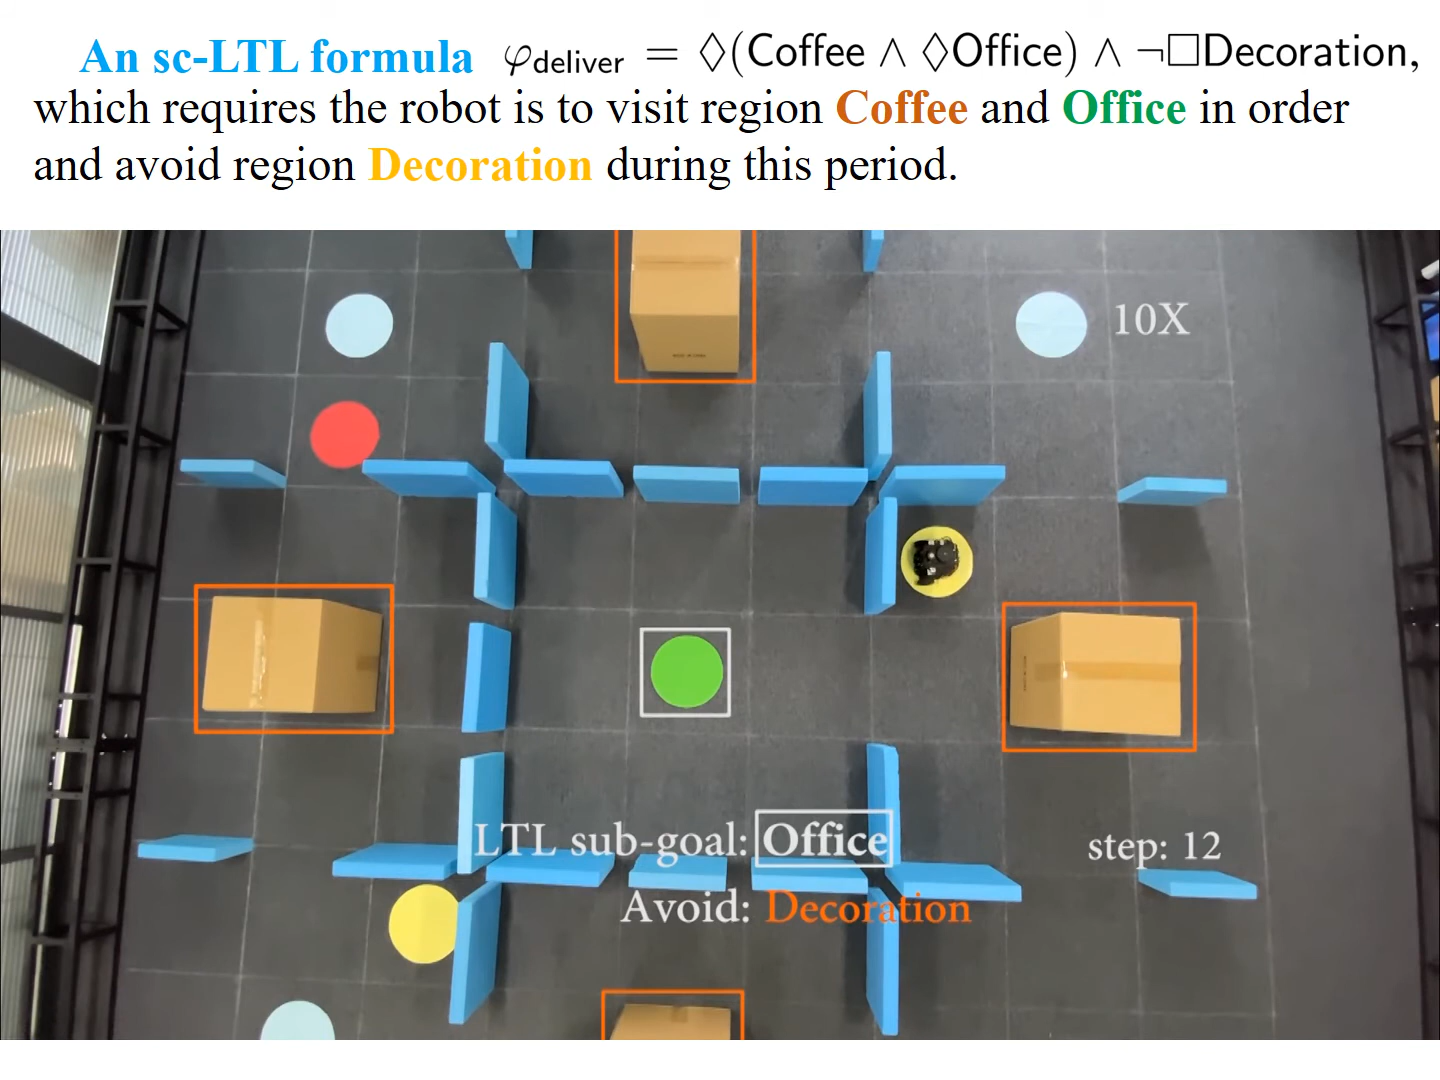 An sc-LTL formula φdeliver = ◊(Coffee ∧ ◊Office) ∧ ¬□Decoration,
which requires the robot is to visit region Coffee and Office in order
and avoid region Decoration during this period.
10X
LTL sub-goal: Office
step: 12
Avoid: Decoration